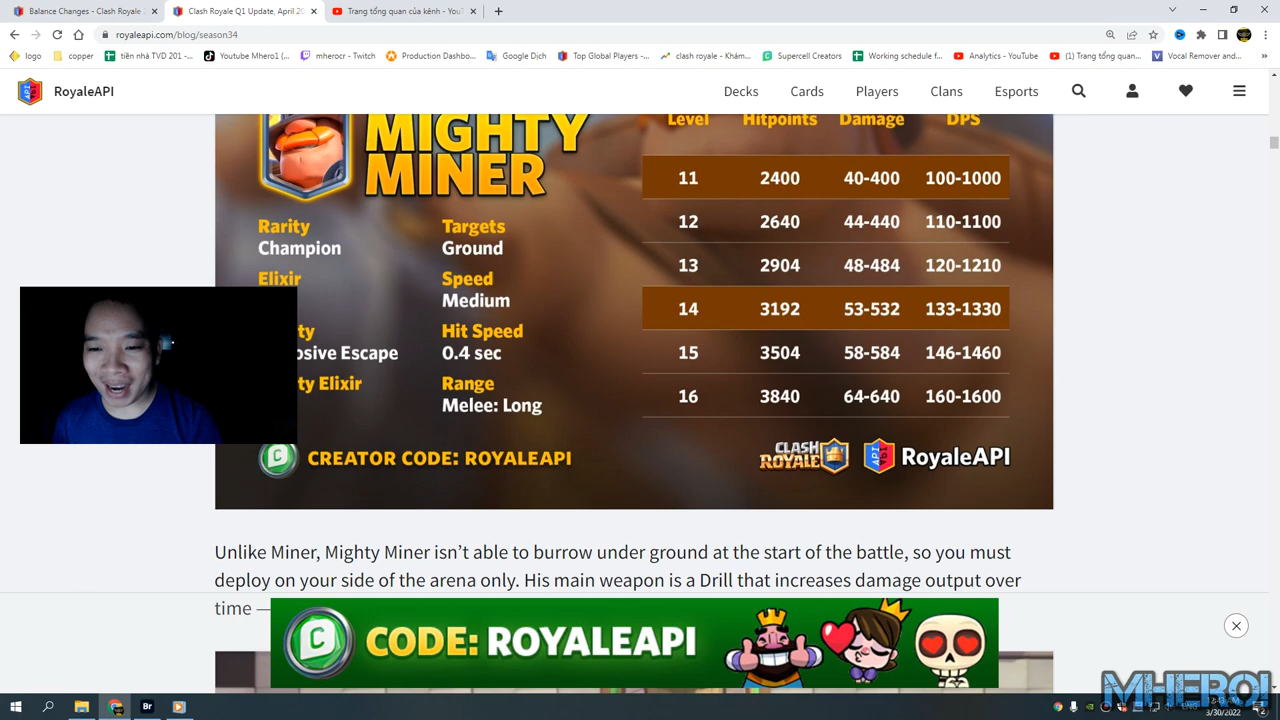 Balance Changes - Clash Royale
Clash Royale Q1 Update, April 20
Trang tổng quan của kênh - YouT
royaleapi.com/blog/season34
logo
copper
tiền nhà TVD 201 -...
Youtube Mhero1 (...
mherocr - Twitch
Production Dashbo...
Google Dịch
Top Global Players -...
clash royale - Khám...
Supercell Creators
Working schedule f...
Analytics - YouTube
(1) Trang tổng quan...
Vocal Remover and...
RoyaleAPI
Decks Cards Players Clans Esports
MIGHTY
MINER
Level Hitpoints Damage DPS
11 2400 40-400 100-1000
12 2640 44-440 110-1100
13 2904 48-484 120-1210
14 3192 53-532 133-1330
15 3504 58-584 146-1460
16 3840 64-640 160-1600
Rarity
Champion
Targets
Ground
Elixir
Speed
Medium
ty
osive Escape
Hit Speed
0.4 sec
ty Elixir
Range
Melee: Long
CREATOR CODE: ROYALEAPI
CLASH
ROYALE
RoyaleAPI
Unlike Miner, Mighty Miner isn't able to burrow under ground at the start of the battle, so you must
deploy on your side of the arena only. His main weapon is a Drill that increases damage output over
time —
C CODE: ROYALEAPI
MHERO1
Br
3/30/2022
2